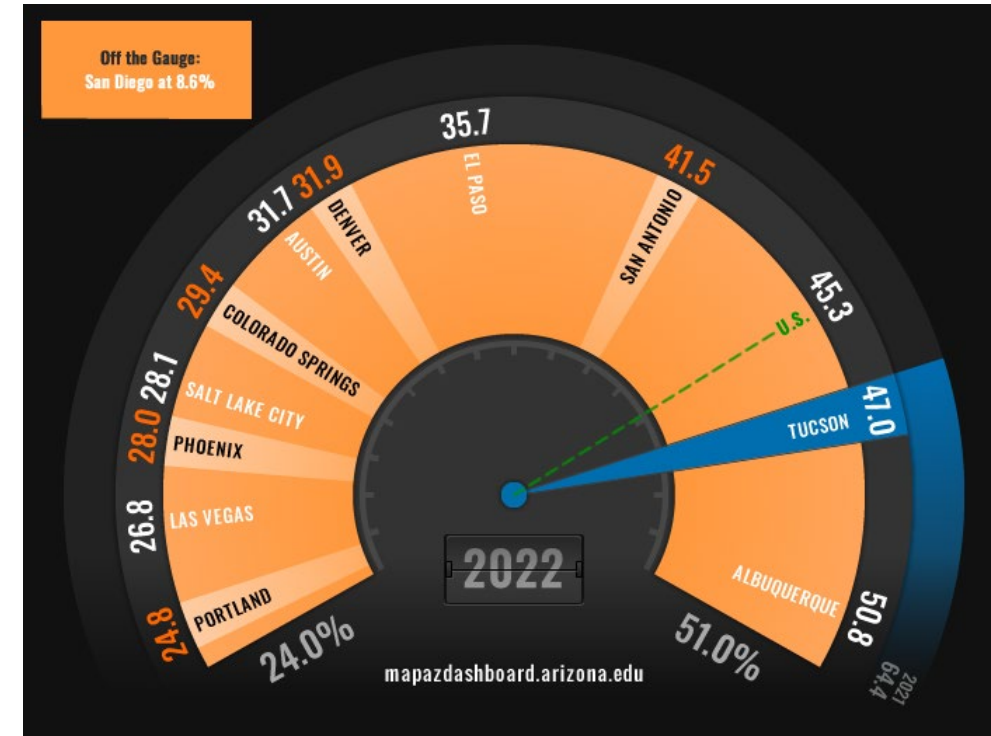 Off the Gauge:
San Diego at 8.6%
24.8
PORTLAND
26.8
LAS VEGAS
28.0
PHOENIX
28.1
SALT LAKE CITY
29.4
COLORADO SPRINGS
31.7
AUSTIN
31.9
DENVER
35.7
EL PASO
41.5
SAN ANTONIO
45.3
U.S.
47.0
TUCSON
50.8
ALBUQUERQUE
2021
64.4
24.0%
2022
51.0%
mapazdashboard.arizona.edu